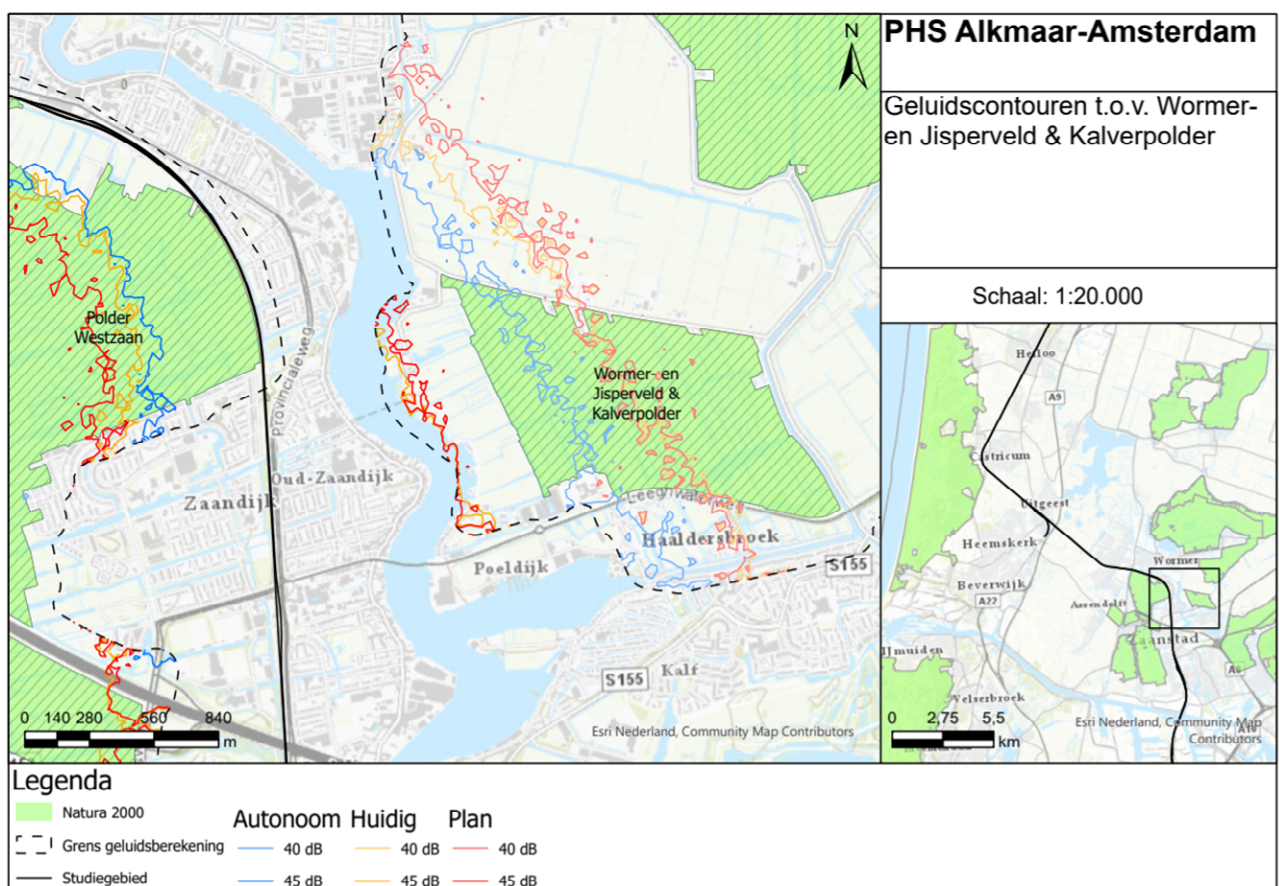 PHS Alkmaar-Amsterdam
Geluidscontouren t.o.v. Wormer-
en Jisperveld & Kalverpolder
Schaal: 1:20.000
N
Polder
Westzaan
Provincialeweg
Wormer- en
Jisperveld &
Kalverpolder
Oud-Zaandijk
Zaandijk
Leeghwaterweg
Haaldersbroek
Poeldijk
S155
Kalf
S155
0 140 280 560 840
m
Esri Nederland, Community Map Contributors
Heiloo
A9
Castricum
Uitgeest
Heemskerk
Wormer
Beverwijk
A22
Assendelft
Zaanstad
IJmuiden
A8
Velserbroek
0 2,75 5,5
km
Esri Nederland, Community Map
Contributors
A10
Legenda
Natura 2000
Grens geluidsberekening
Studiegebied
Autonoom Huidig Plan
40 dB 40 dB 40 dB
45 dB 45 dB 45 dB